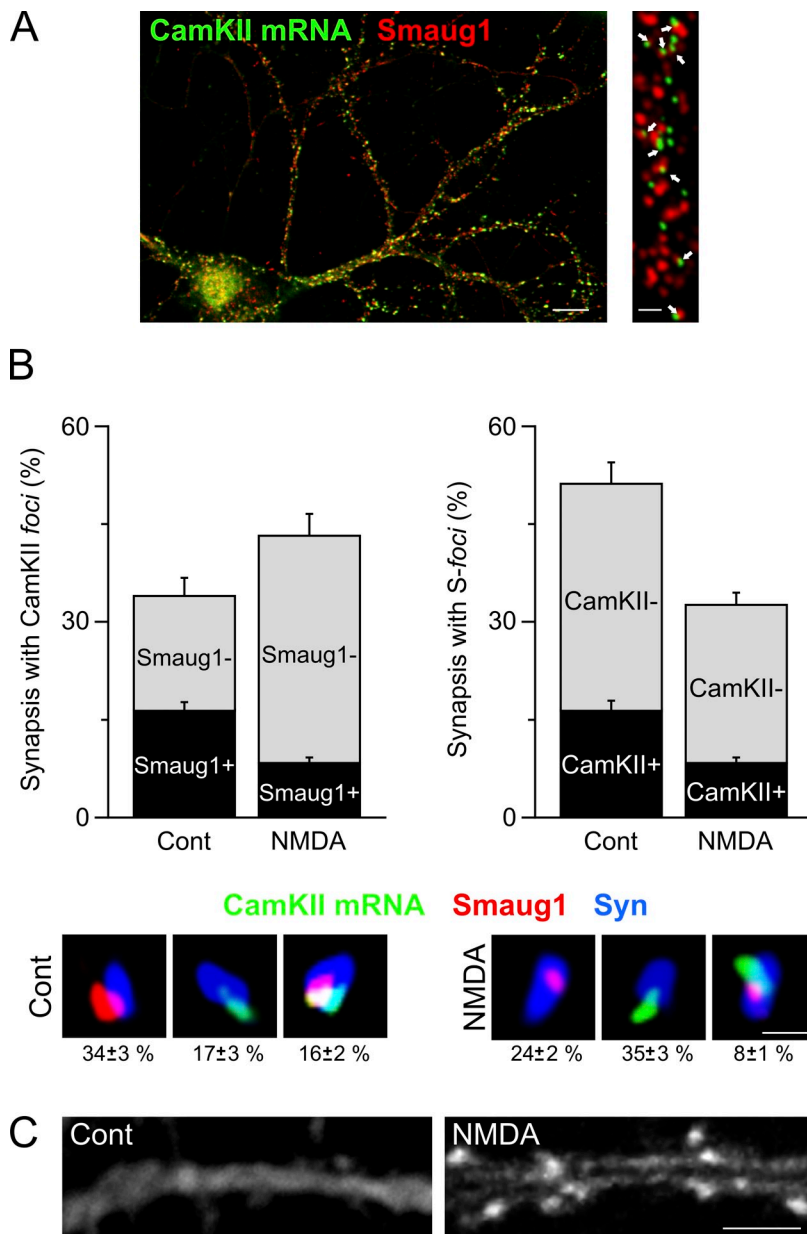 A
CamKII mRNA Smaug1
B
Synapsis with CamKII foci (%)
60
30
0
Smaug1-
Smaug1+
Smaug1-
Smaug1+
Cont NMDA
Synapsis with S-foci (%)
60
30
0
CamKII-
CamKII+
CamKII-
CamKII+
Cont NMDA
CamKII mRNA Smaug1 Syn
Cont
34±3 % 17±3 % 16±2 %
NMDA
24±2 % 35±3 % 8±1 %
C
Cont
NMDA